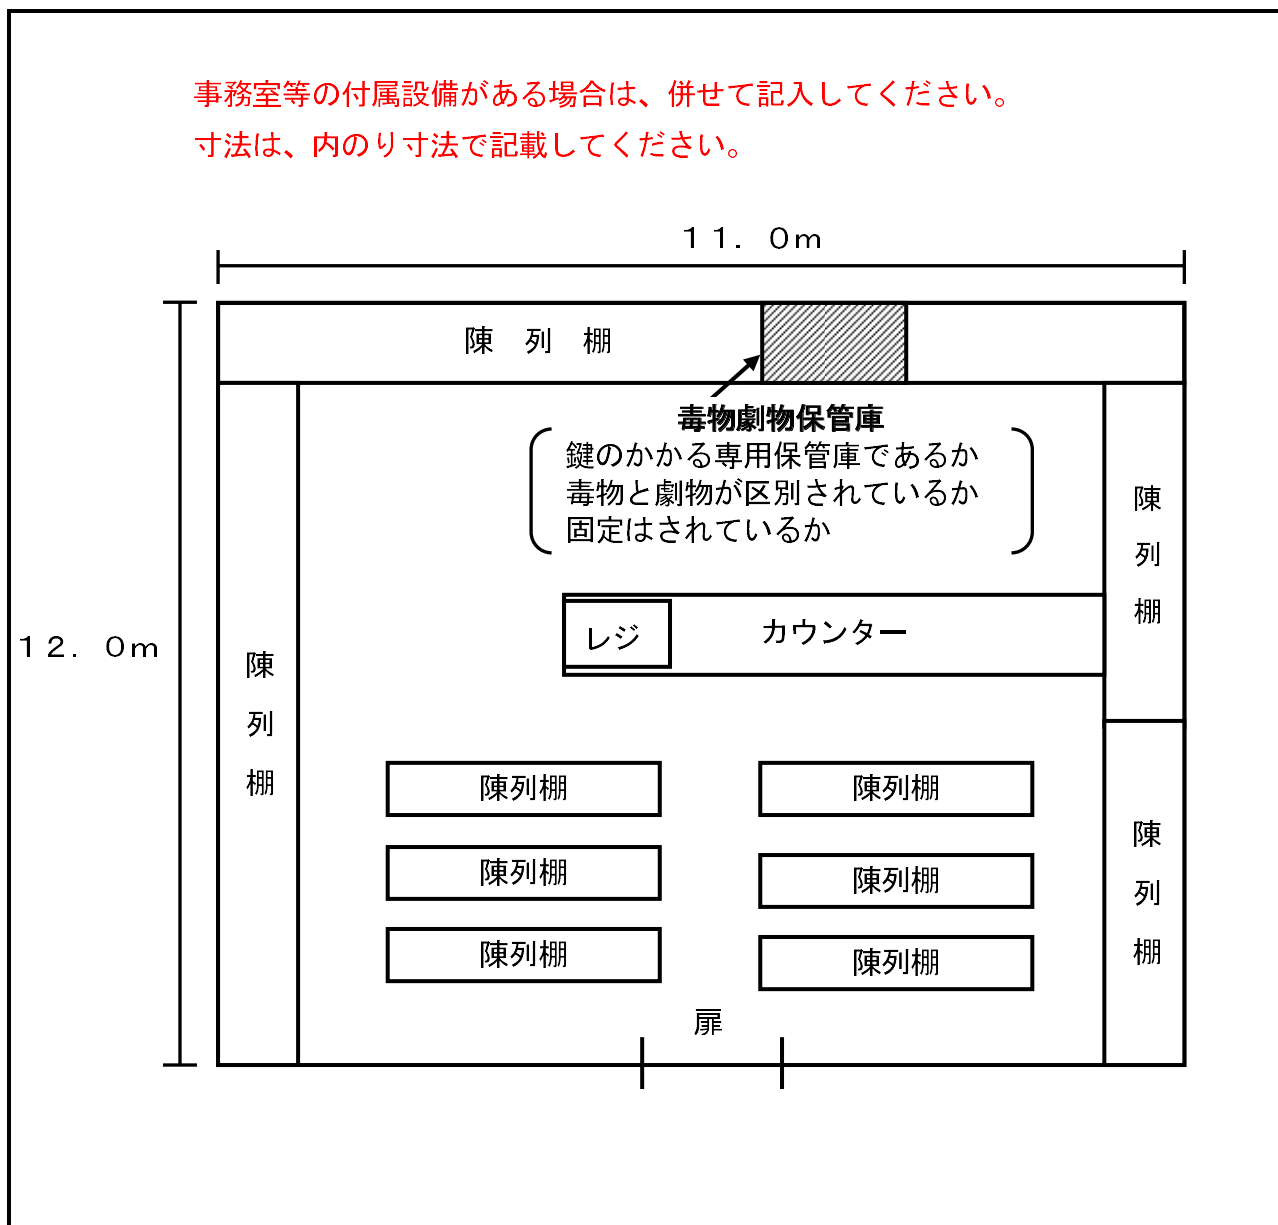 事務室等の付属設備がある場合は、併せて記入してください。
寸法は、内のり寸法で記載してください。
１１．０ｍ
陳　列　棚
毒物劇物保管庫
鍵のかかる専用保管庫であるか
毒物と劇物が区別されているか
固定はされているか
陳列棚
レジ
カウンター
１２．０ｍ
陳列棚
陳列棚
陳列棚
陳列棚
陳列棚
陳列棚
陳列棚
陳列棚
扉